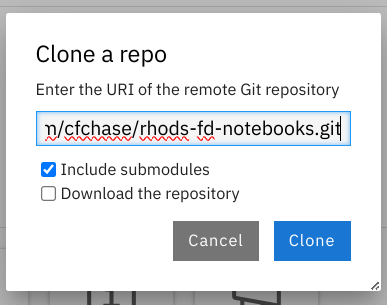 Clone a repo
Enter the URI of the remote Git repository
/cfchase/rhods-fd-notebooks.git
Include submodules
Download the repository
Cancel
Clone